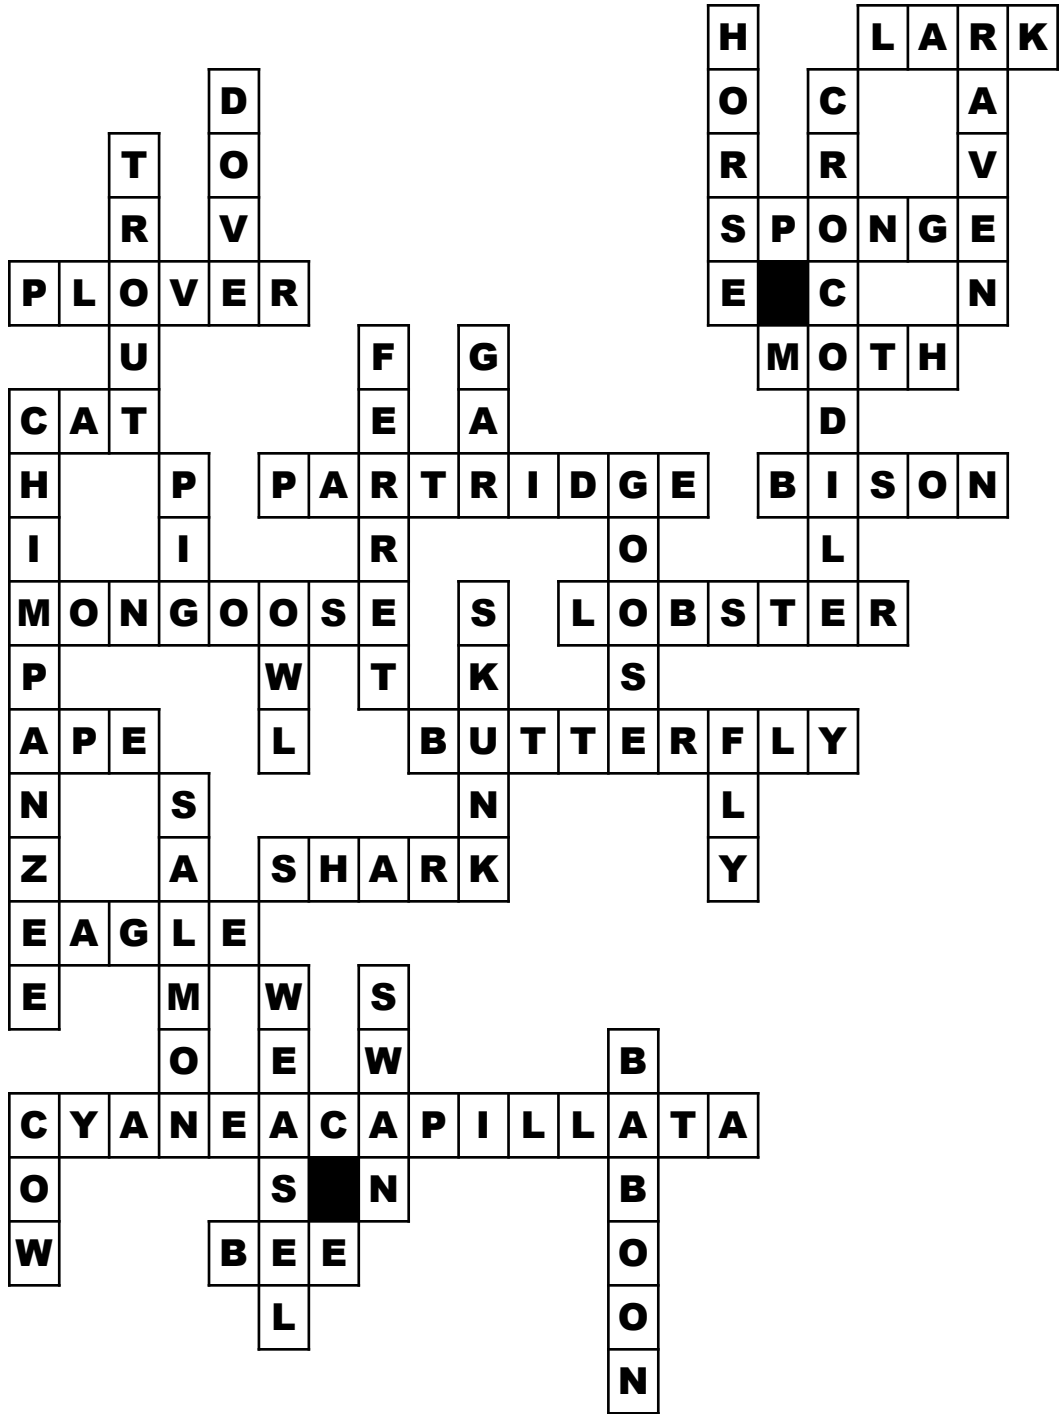 H LARK
D O C A
T O R R V
R V SPONGE
PLOVER E C N
U F G MOTH
CAT E A D
H P PARTRIDGE BISON
I I R O L
MONGOOSE S LOBSTER
P W T K S
APE L BUTTERFLY
N S N L
Z A SHARK Y
EAGLE
E M W S
O E W B
CYANEACAPILLATA
O S N B
W BEE O
L O
N